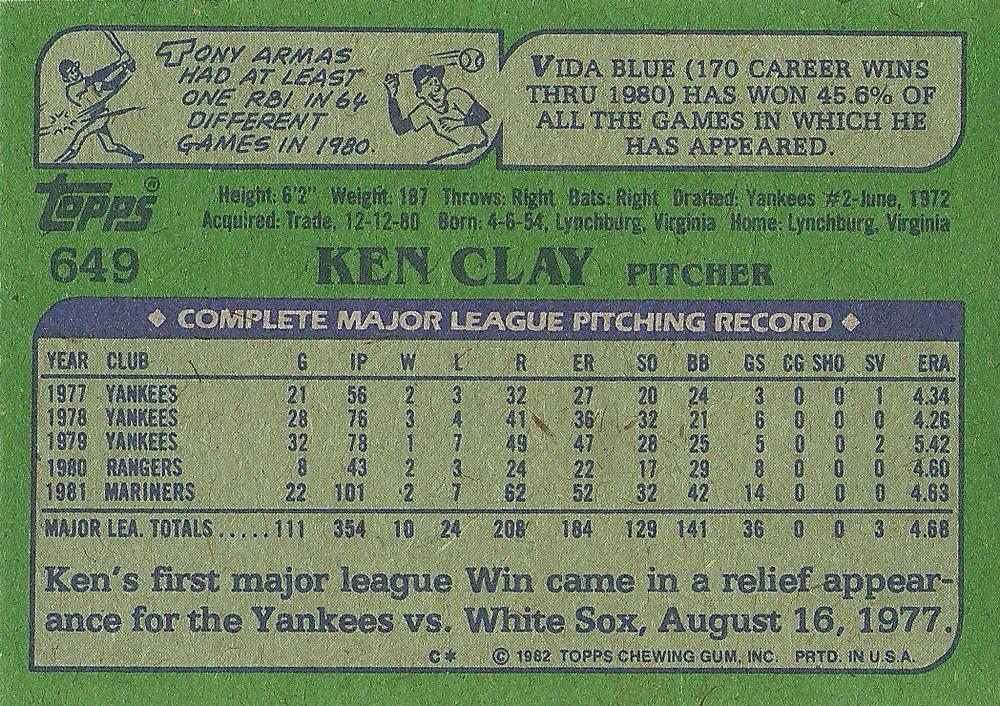 TONY ARMAS
HAD AT LEAST
ONE RBI IN 64
DIFFERENT
GAMES IN 1980.
VIDA BLUE (170 CAREER WINS
THRU 1980) HAS WON 45.6% OF
ALL THE GAMES IN WHICH HE
HAS APPEARED.
Topps®
Height: 6'2" Weight: 187 Throws: Right Bats: Right Drafted: Yankees #2-June, 1972
Acquired: Trade, 12-12-80 Born: 4-6-54, Lynchburg, Virginia Home: Lynchburg, Virginia
649 KEN CLAY PITCHER
◆ COMPLETE MAJOR LEAGUE PITCHING RECORD ◆
YEAR CLUB G IP W L R ER SO BB GS CG SHO SV ERA
1977 YANKEES 21 56 2 3 32 27 20 24 3 0 0 1 4.34
1978 YANKEES 28 76 3 4 41 36 32 21 6 0 0 0 4.26
1979 YANKEES 32 78 1 7 49 47 28 25 5 0 0 2 5.42
1980 RANGERS 8 43 2 3 24 22 17 29 8 0 0 0 4.60
1981 MARINERS 22 101 2 7 62 52 32 42 14 0 0 0 4.63
MAJOR LEA. TOTALS.....111 354 10 24 208 184 129 141 36 0 0 3 4.68
Ken's first major league Win came in a relief appear-
ance for the Yankees vs. White Sox, August 16, 1977.
C* © 1982 TOPPS CHEWING GUM, INC. PRTD. IN U.S.A.